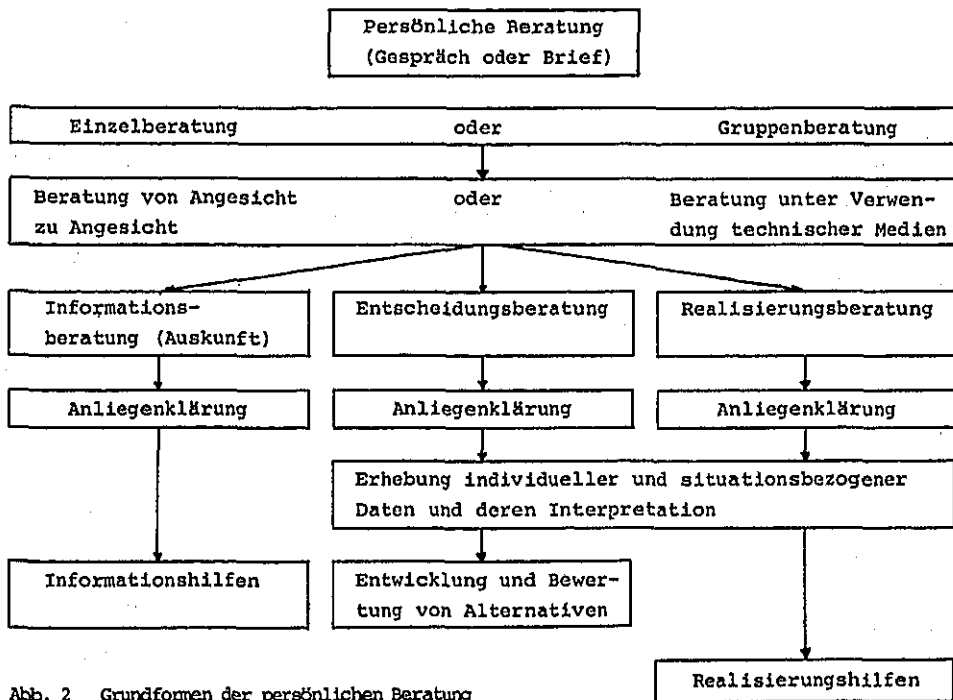 Persönliche Beratung
(Gespräch oder Brief)
Einzelberatung oder Gruppenberatung
Beratung von Angesicht oder Beratung unter Verwen-
zu Angesicht dung technischer Medien
Informations- Entscheidungsberatung Realisierungsberatung
beratung (Auskunft)
Anliegenklärung Anliegenklärung Anliegenklärung
Erhebung individueller und situationsbezogener
Daten und deren Interpretation
Informationshilfen Entwicklung und Bewer-
tung von Alternativen
Realisierungshilfen
Abb. 2 Grundformen der persönlichen Beratung